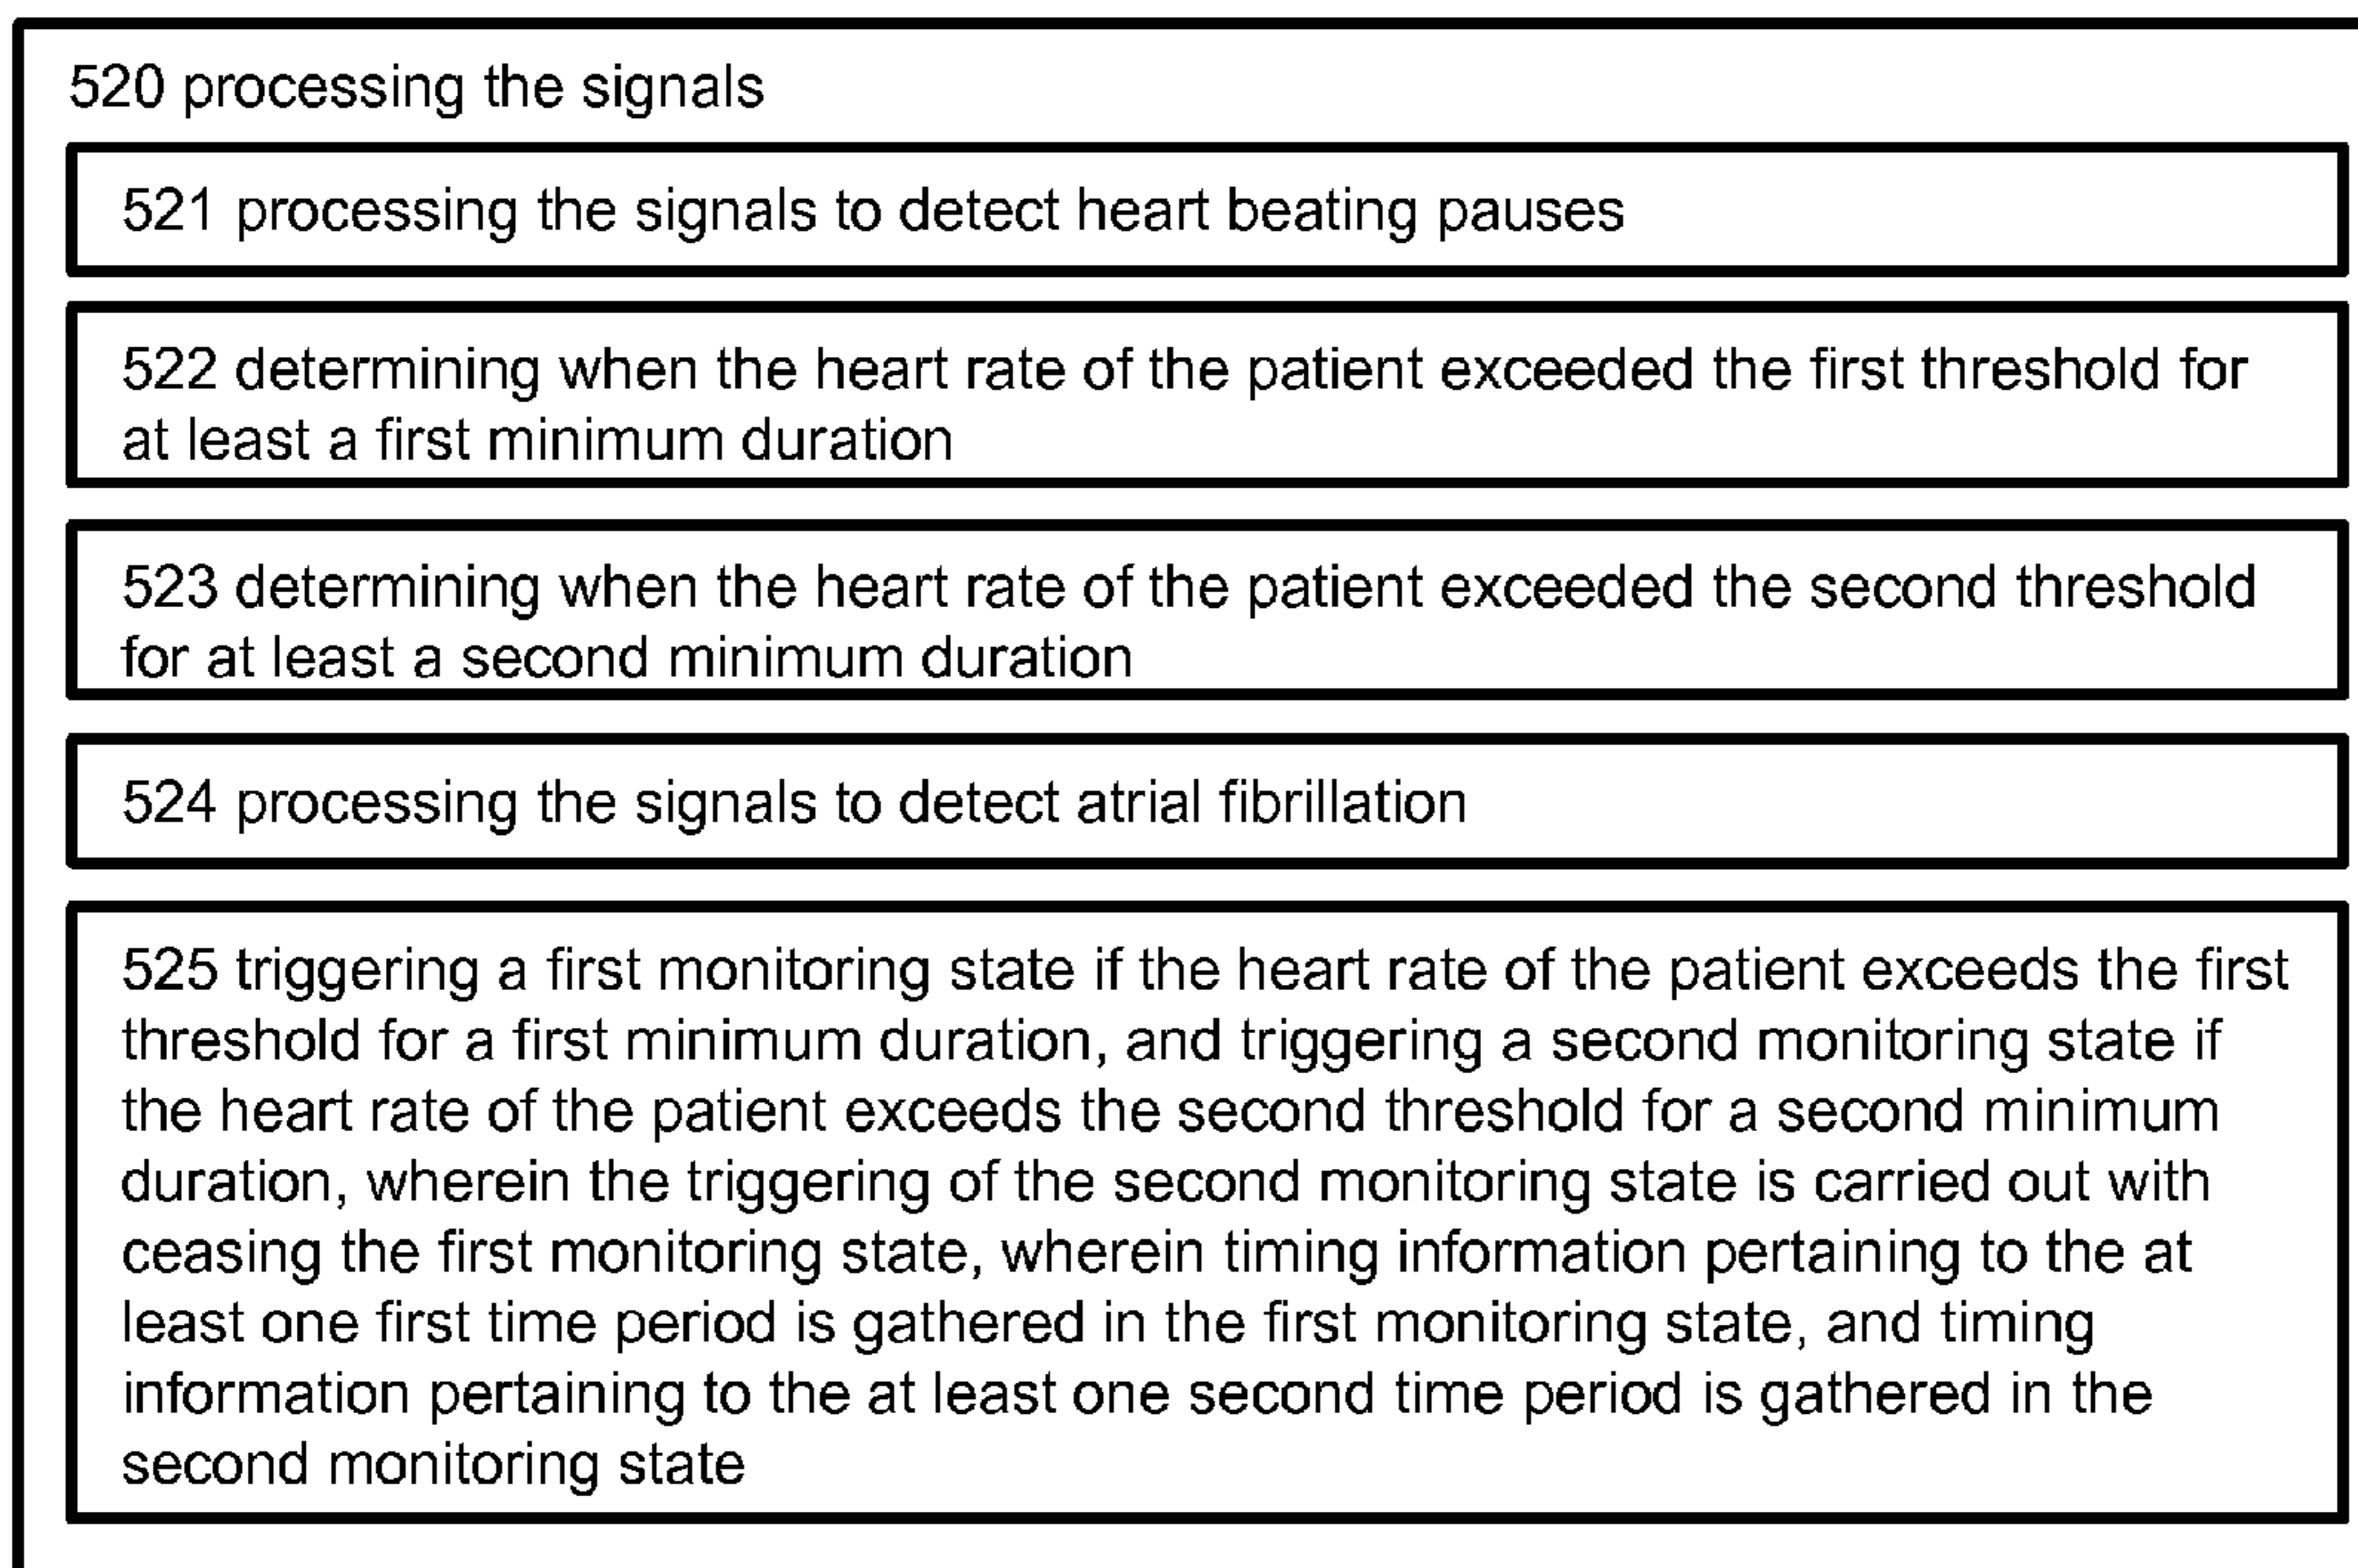 520 processing the signals
521 processing the signals to detect heart beating pauses
522 determining when the heart rate of the patient exceeded the first threshold for
at least a first minimum duration
523 determining when the heart rate of the patient exceeded the second threshold
for at least a second minimum duration
524 processing the signals to detect atrial fibrillation
525 triggering a first monitoring state if the heart rate of the patient exceeds the first
threshold for a first minimum duration, and triggering a second monitoring state if
the heart rate of the patient exceeds the second threshold for a second minimum
duration, wherein the triggering of the second monitoring state is carried out with
ceasing the first monitoring state, wherein timing information pertaining to the at
least one first time period is gathered in the first monitoring state, and timing
information pertaining to the at least one second time period is gathered in the
second monitoring state